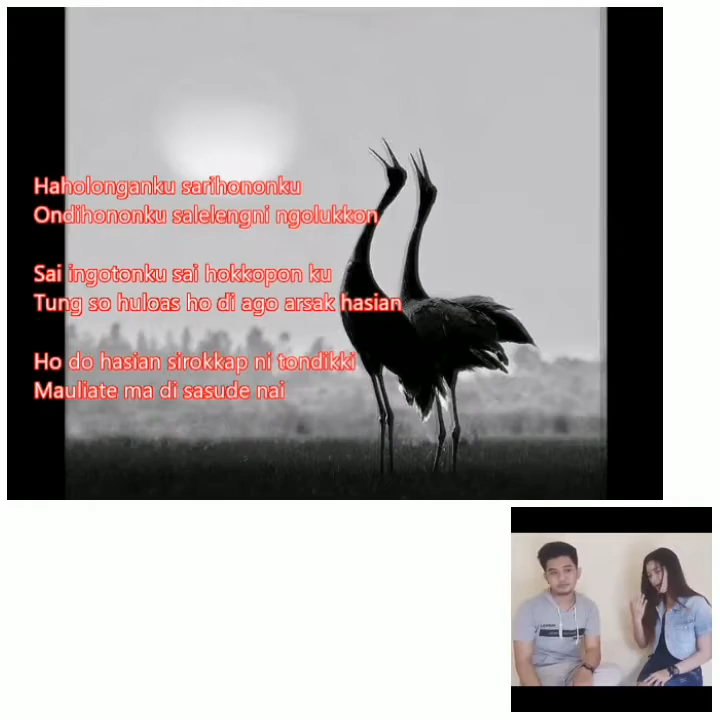 Haholonganku sarihononku
Ondihononku salelengni ngolukkon
Sai ingotonku sai hokkopon ku
Tung so huloas ho di ago arsak hasian
Ho do hasian sirokkap ni tondikki
Mauliate ma di sasude nai